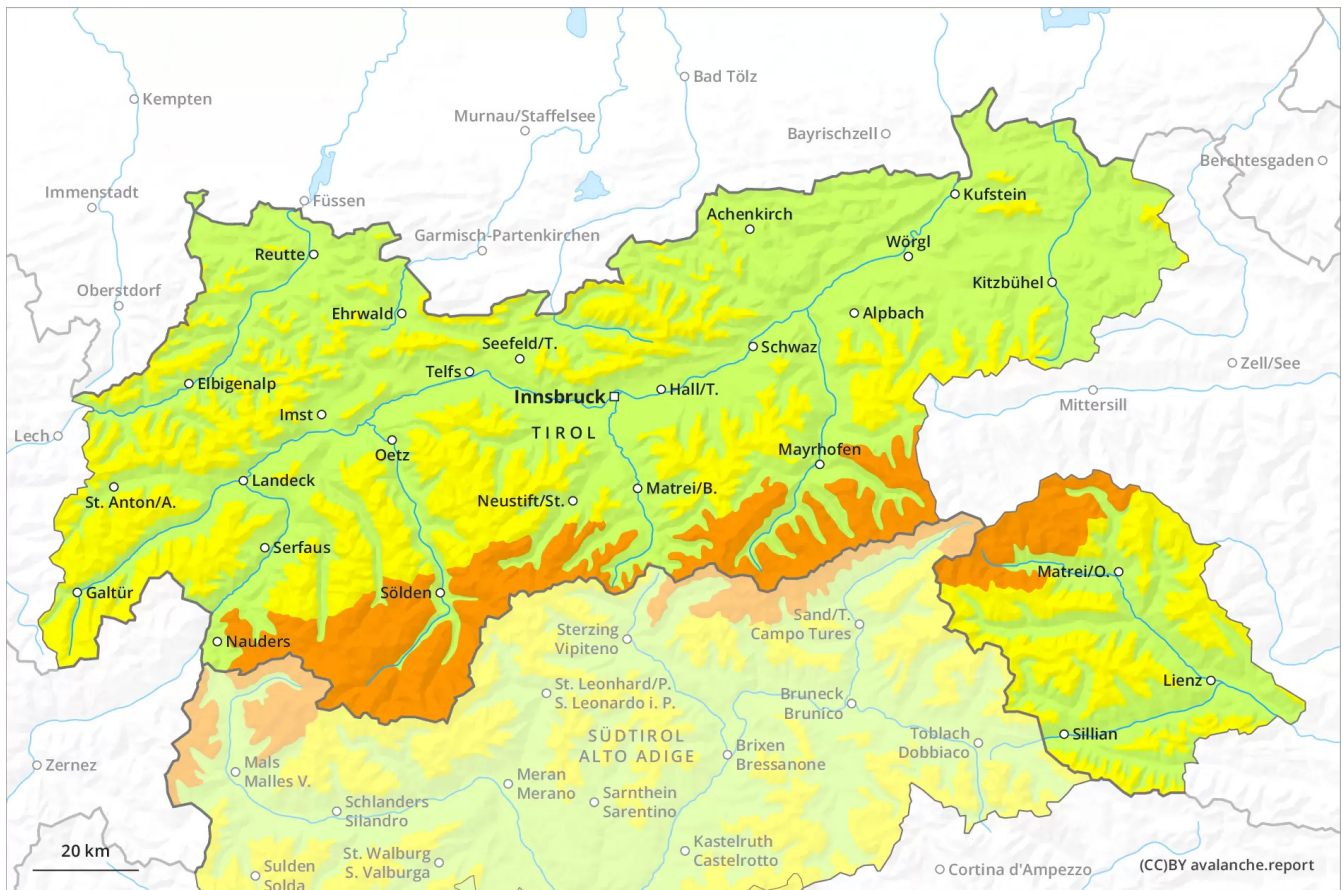 Bad Tölz
Kempten
Murnau/Staffelsee
Bayrischzell
Berchtesgaden
Immenstadt
Füssen
Kufstein
Achenkirch
Garmisch-Partenkirchen
Wörgl
Reutte
Kitzbühel
Oberstdorf
Ehrwald
Alpbach
Seefeld/T.
Schwaz
Zell/See
Telfs
Elbigenalp
Hall/T.
Innsbruck
Mittersill
Imst
TIROL
Lech
Oetz
Mayrhofen
Landeck
Matrei/B.
St. Anton/A.
Neustift/St.
Serfaus
Matrei/O.
Galtür
Sölden
Sand/T.
Campo Tures
Sterzing
Vipiteno
Nauders
Lienz
St. Leonhard/P.
S. Leonardo i. P.
Bruneck
Brunico
Sillian
SÜDTIROL
ALTO ADIGE
Toblach
Dobbiaco
Brixen
Bressanone
Zernez
Mals
Malles V.
Meran
Merano
Sarnthein
Sarentino
Schlanders
Silandro
Kastelruth
Castelrotto
20 km
St. Walburg
S. Valburga
Sulden
Solda
Cortina d'Ampezzo
(CC)BY avalanche.report